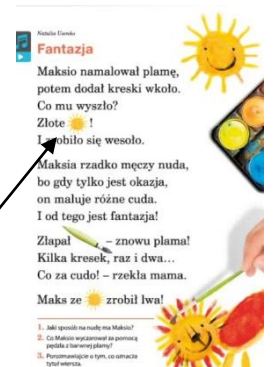 Natalia Usenko
Fantazja
Maksio namalował plamę,
potem dodał kreski wkoło.
Co mu wyszło?
Złote !
I zrobiło się wesoło.
Maksia rzadko męczy nuda,
bo gdy tylko jest okazja,
on maluje różne cuda.
I od tego jest fantazja!
Złapał – znowu plama!
Kilka kresek, raz i dwa...
Co za cudo! – rzekła mama.
Maks ze zrobił lwa!
1. Jaki sposób na nudę ma Maksio?
2. Co Maksio wyczarował za pomocą
pędzla z barwnej plamy?
3. Porozmawiajcie o tym, co oznacza
tytuł wiersza.